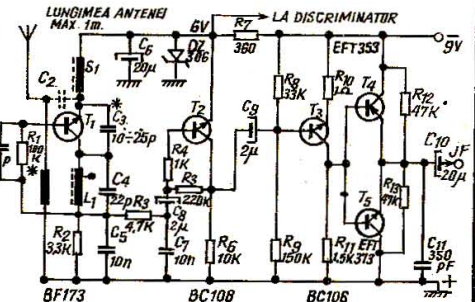 LUNGIMEA ANTENEI
MAX. 1m.
6V
LA DISCRIMINATOR
R7
360
EFT353
9V
C6
20μ
DZ
306
S1
C2
T1
C3
10÷25p
T2
C9
2μ
R8
33K
R10
T3
T4
R12
47K
R1
100
K
p
R4
1K
R3
220K
C4
22p
R3
4,7K
C8
2μ
L1
C10
JF
20μ
T5
R13
47K
R2
3,3K
C5
10n
C7
10n
R6
10K
R9
150K
R11
1,5K
EFT
373
C11
350
pF
BF173
BC108
BC106